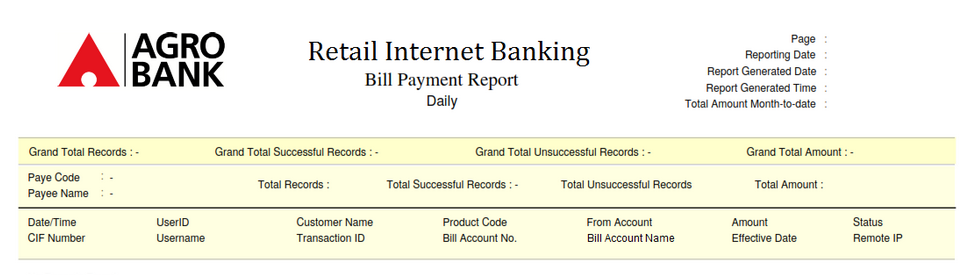 AGRO
BANK
Retail Internet Banking
Bill Payment Report
Daily
Page :
Reporting Date :
Report Generated Date :
Report Generated Time :
Total Amount Month-to-date :
Grand Total Records : - Grand Total Successful Records : - Grand Total Unsuccessful Records : - Grand Total Amount : -
Paye Code : -
Payee Name : -
Total Records : Total Successful Records : - Total Unsuccessful Records Total Amount :
Date/Time UserID Customer Name Product Code From Account Amount Status
CIF Number Username Transaction ID Bill Account No. Bill Account Name Effective Date Remote IP